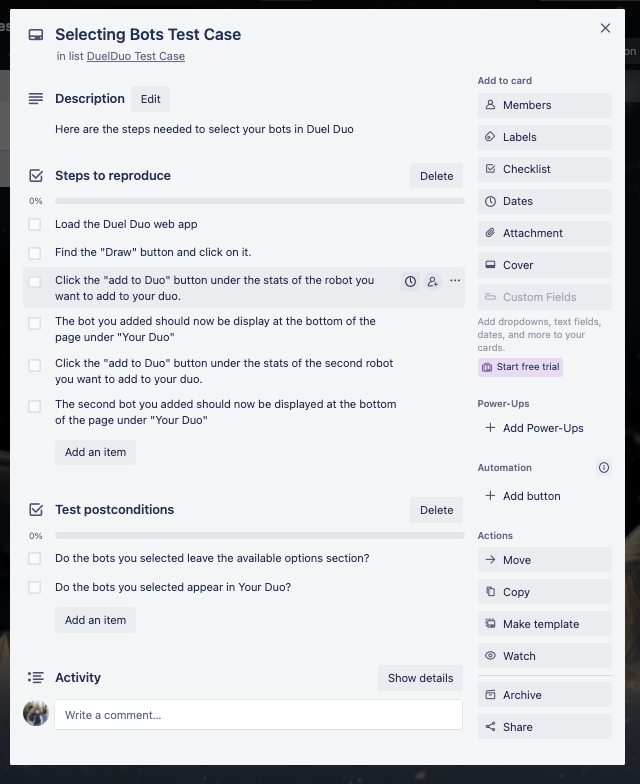 Selecting Bots Test Case
in list DuelDuo Test Case
Description
Edit
Here are the steps needed to select your bots in Duel Duo
Steps to reproduce
Delete
0%
Load the Duel Duo web app
Find the "Draw" button and click on it.
Click the "add to Duo" button under the stats of the robot you
want to add to your duo.
The bot you added should now be display at the bottom of the
page under "Your Duo"
Click the "add to Duo" button under the stats of the second robot
you want to add to your duo.
The second bot you added should now be displayed at the bottom
of the page under "Your Duo"
Add an item
Test postconditions
Delete
0%
Do the bots you selected leave the available options section?
Do the bots you selected appear in Your Duo?
Add an item
Activity
Show details
Write a comment...
Add to card
Members
Labels
Checklist
Dates
Attachment
Cover
Custom Fields
Add dropdowns, text fields,
dates, and more to your
cards.
Start free trial
Power-Ups
Add Power-Ups
Automation
Add button
Actions
Move
Copy
Make template
Watch
Archive
Share